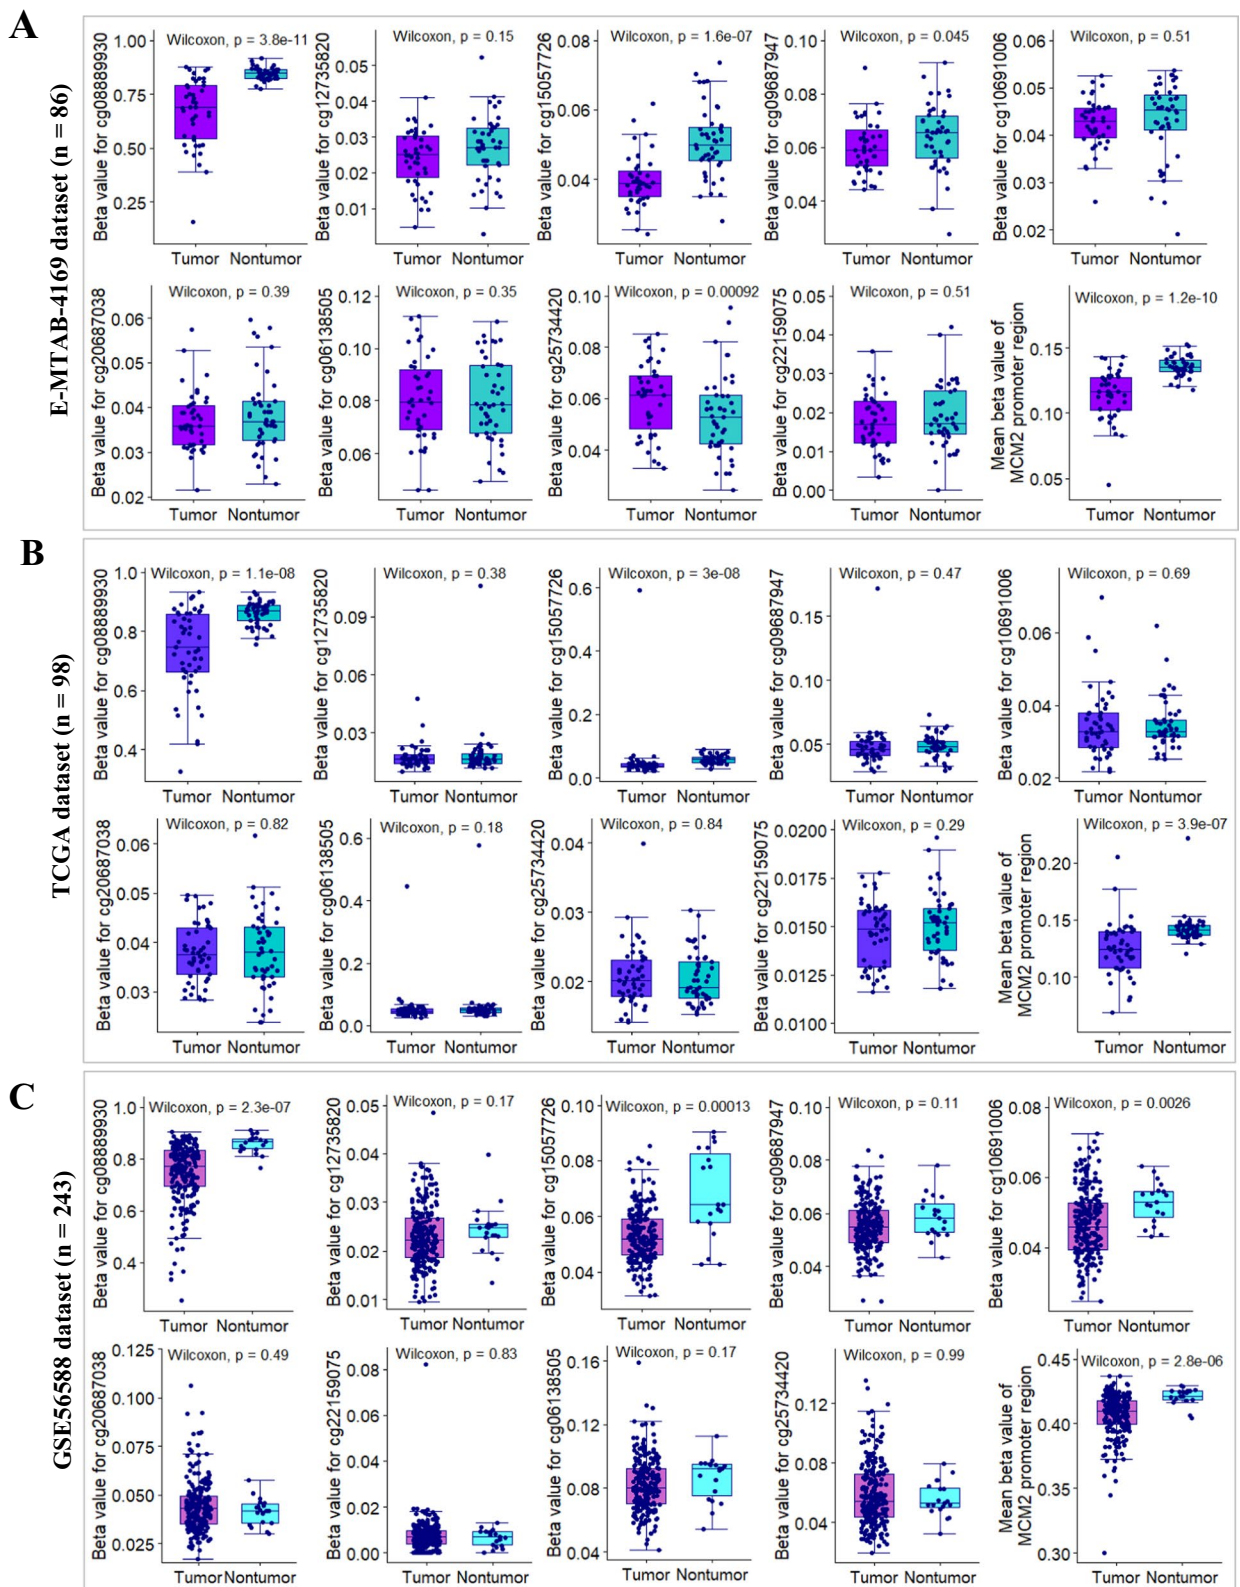 A
E-MTAB-4169 dataset (n = 86)
Beta value for cg08889930
1.00
0.75
0.50
0.25
Wilcoxon, p = 3.8e-11
Tumor Nontumor
Beta value for cg12735820
0.05
0.04
0.03
0.02
0.01
Wilcoxon, p = 0.15
Tumor Nontumor
Beta value for cg15057726
0.08
0.06
0.04
Wilcoxon, p = 1.6e-07
Tumor Nontumor
Beta value for cg09687947
0.10
0.08
0.06
0.04
Wilcoxon, p = 0.045
Tumor Nontumor
Beta value for cg10691006
0.06
0.05
0.04
0.03
0.02
Wilcoxon, p = 0.51
Tumor Nontumor
Beta value for cg20687038
0.06
0.05
0.04
0.03
0.02
Wilcoxon, p = 0.39
Tumor Nontumor
Beta value for cg06138505
0.12
0.10
0.08
0.06
Wilcoxon, p = 0.35
Tumor Nontumor
Beta value for cg25734420
0.10
0.08
0.06
0.04
Wilcoxon, p = 0.00092
Tumor Nontumor
Beta value for cg22159075
0.05
0.04
0.03
0.02
0.01
0.00
Wilcoxon, p = 0.51
Tumor Nontumor
Mean beta value of
MCM2 promoter region
0.15
0.10
0.05
Wilcoxon, p = 1.2e-10
Tumor Nontumor
B
TCGA dataset (n = 98)
Beta value for cg08889930
1.0
0.8
0.6
0.4
Wilcoxon, p = 1.1e-08
Tumor Nontumor
Beta value for cg12735820
0.09
0.06
0.03
Wilcoxon, p = 0.38
Tumor Nontumor
Beta value for cg15057726
0.6
0.4
0.2
0.0
Wilcoxon, p = 3e-08
Tumor Nontumor
Beta value for cg09687947
0.15
0.10
0.05
Wilcoxon, p = 0.47
Tumor Nontumor
Beta value for cg10691006
0.06
0.04
0.02
Wilcoxon, p = 0.69
Tumor Nontumor
Beta value for cg20687038
0.06
0.05
0.04
0.03
Wilcoxon, p = 0.82
Tumor Nontumor
Beta value for cg06138505
0.6
0.4
0.2
0.0
Wilcoxon, p = 0.18
Tumor Nontumor
Beta value for cg25734420
0.04
0.03
0.02
Wilcoxon, p = 0.84
Tumor Nontumor
Beta value for cg22159075
0.0200
0.0175
0.0150
0.0125
0.0100
Wilcoxon, p = 0.29
Tumor Nontumor
Mean beta value of
MCM2 promoter region
0.20
0.15
0.10
Wilcoxon, p = 3.9e-07
Tumor Nontumor
C
GSE56588 dataset (n = 243)
Beta value for cg08889930
1.0
0.8
0.6
0.4
Wilcoxon, p = 2.3e-07
Tumor Nontumor
Beta value for cg12735820
0.05
0.04
0.03
0.02
0.01
Wilcoxon, p = 0.17
Tumor Nontumor
Beta value for cg15057726
0.10
0.08
0.06
0.04
Wilcoxon, p = 0.00013
Tumor Nontumor
Beta value for cg09687947
0.10
0.08
0.06
0.04
Wilcoxon, p = 0.11
Tumor Nontumor
Beta value for cg10691006
0.08
0.06
0.04
Wilcoxon, p = 0.0026
Tumor Nontumor
Beta value for cg20687038
0.125
0.100
0.075
0.050
0.025
Wilcoxon, p = 0.49
Tumor Nontumor
Beta value for cg22159075
0.08
0.06
0.04
0.02
0.00
Wilcoxon, p = 0.83
Tumor Nontumor
Beta value for cg06138505
0.16
0.12
0.08
0.04
Wilcoxon, p = 0.17
Tumor Nontumor
Beta value for cg25734420
0.12
0.08
0.04
Wilcoxon, p = 0.99
Tumor Nontumor
Mean beta value of
MCM2 promoter region
0.45
0.40
0.35
0.30
Wilcoxon, p = 2.8e-06
Tumor Nontumor